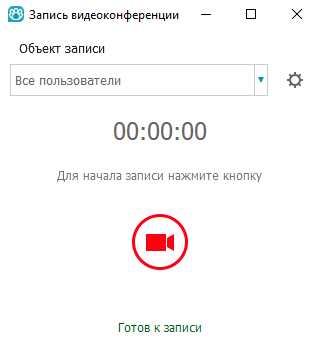 Запись видеоконференции
Объект записи
Все пользователи
00:00:00
Для начала записи нажмите кнопку
Готов к записи